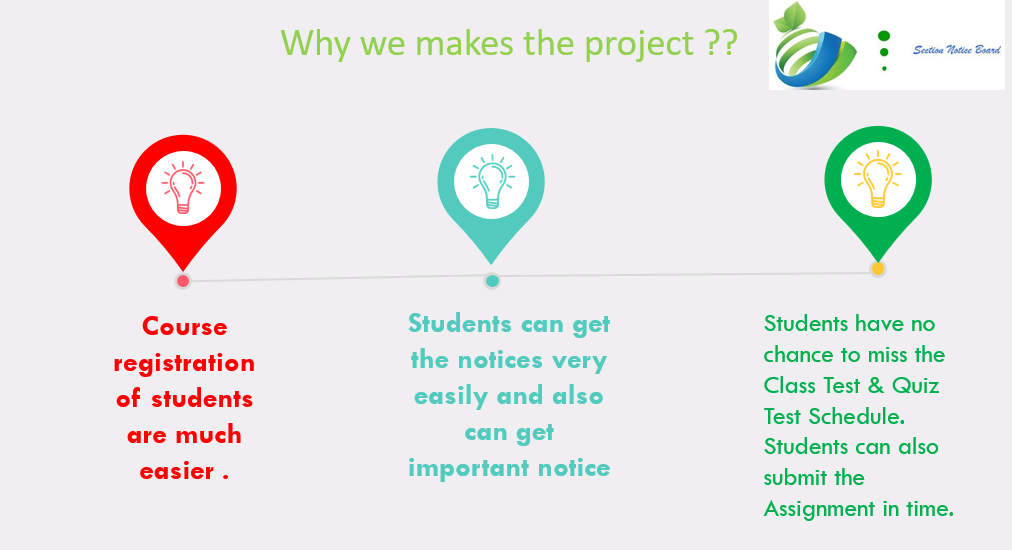 Why we makes the project ??
Section Notice Board
Course
registration
of students
are much
easier .
Students can get
the notices very
easily and also
can get
important notice
Students have no
chance to miss the
Class Test & Quiz
Test Schedule.
Students can also
submit the
Assignment in time.